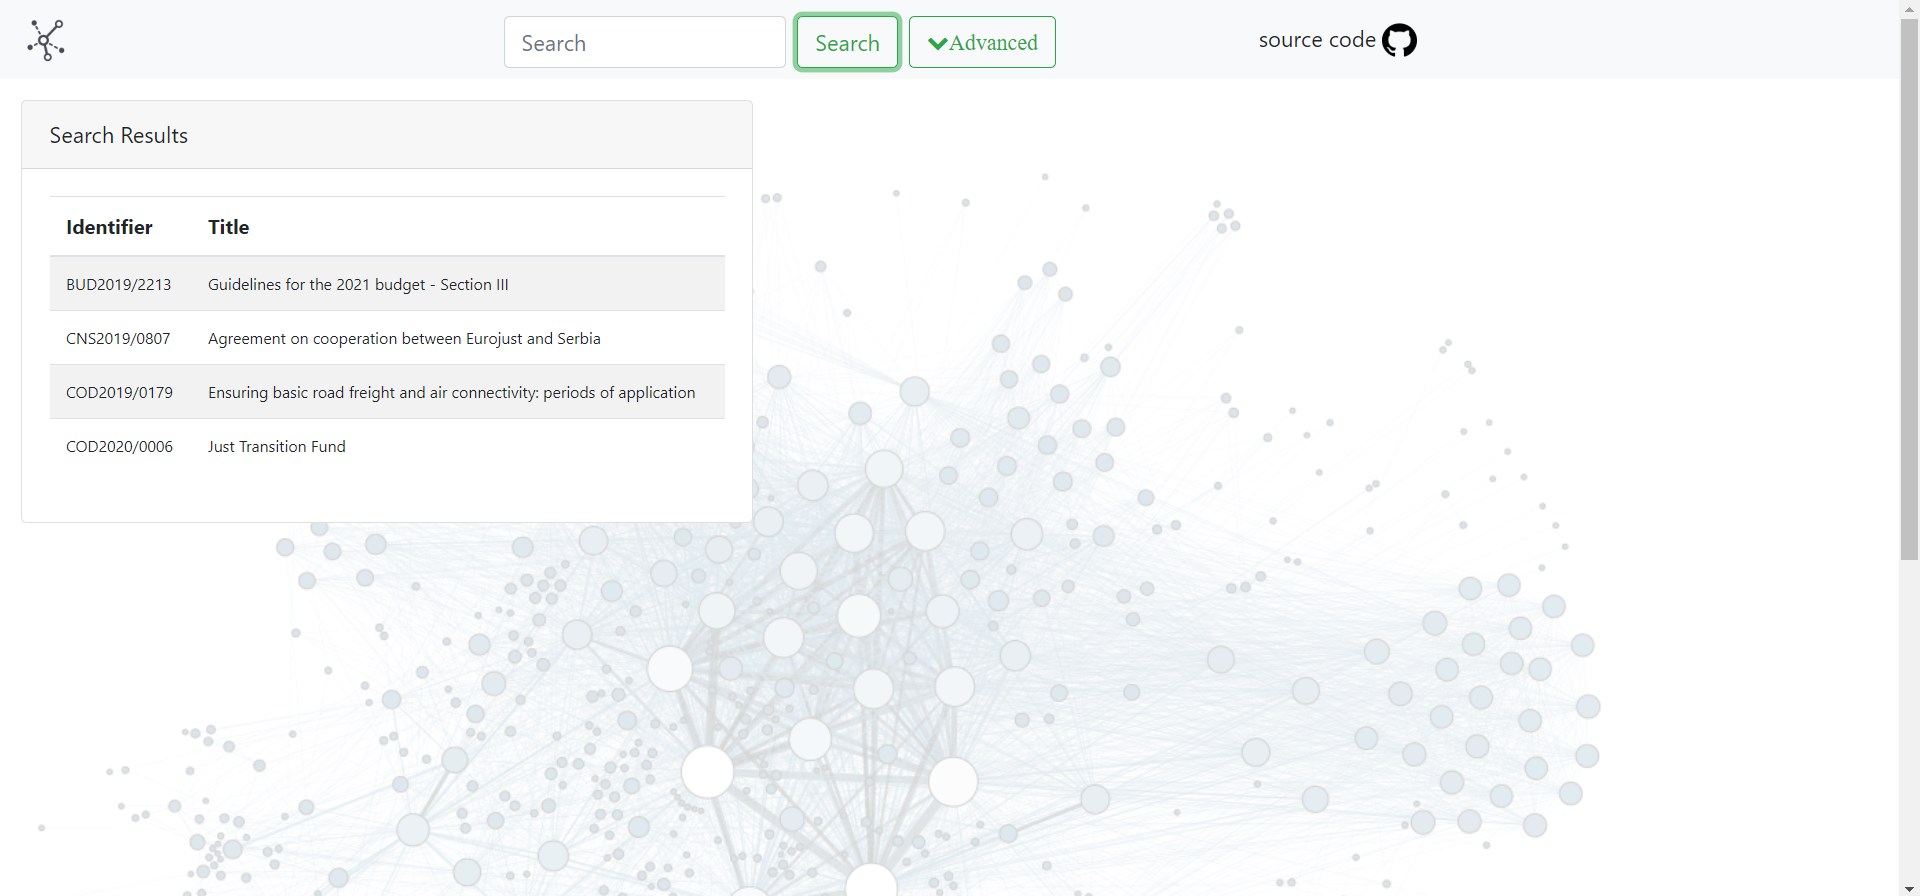 Search
Search
Advanced
source code
Search Results
Identifier Title
BUD2019/2213 Guidelines for the 2021 budget - Section III
CNS2019/0807 Agreement on cooperation between Eurojust and Serbia
COD2019/0179 Ensuring basic road freight and air connectivity: periods of application
COD2020/0006 Just Transition Fund